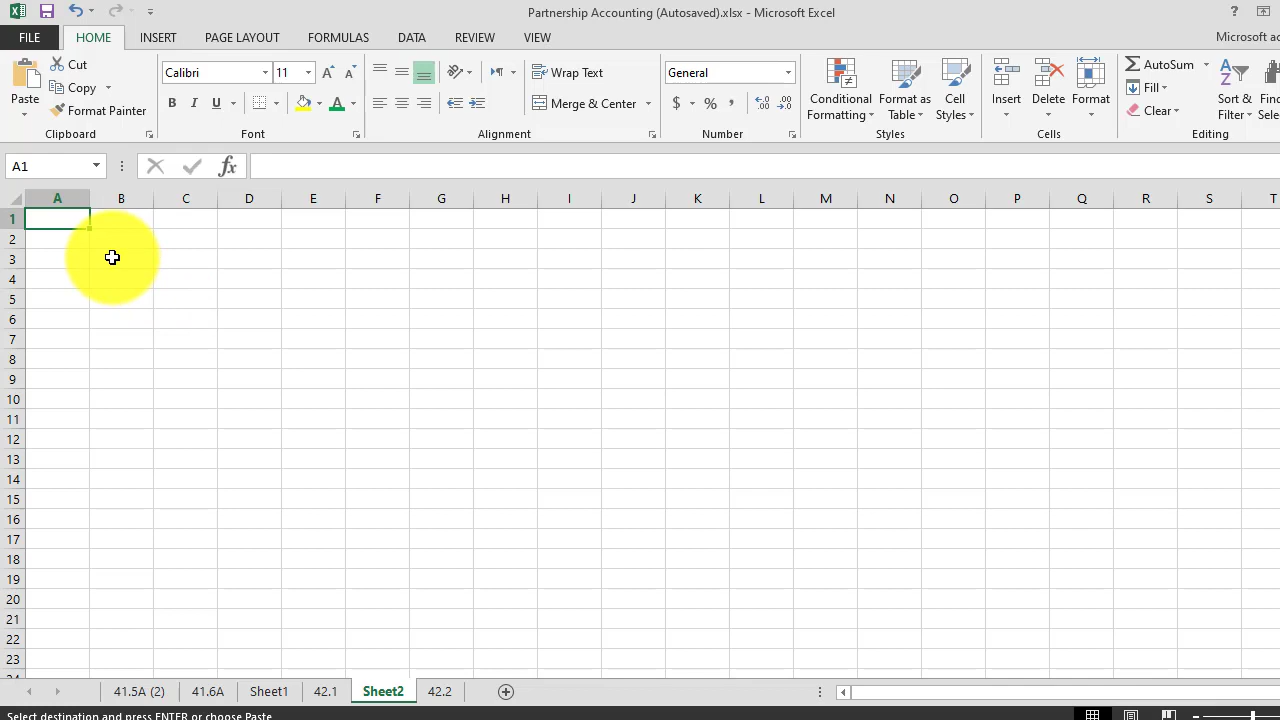 Partnership Accounting (Autosaved).xlsx - Microsoft Excel
?
FILE HOME INSERT PAGE LAYOUT FORMULAS DATA REVIEW VIEW
Microsoft ac
Paste
Cut
Copy
Format Painter
Clipboard
Calibri 11
B I U A
Font
Wrap Text
Merge & Center
Alignment
General
$ % ,
Number
Conditional Formatting
Format as Table
Cell Styles
Styles
Insert Delete Format
Cells
AutoSum
Fill
Clear
Sort & Filter
Editing
A1
fx
A B C D E F G H I J K L M N O P Q R S T
1
2
3
4
5
6
7
8
9
10
11
12
13
14
15
16
17
18
19
20
21
22
23
41.5A (2) 41.6A Sheet1 42.1 Sheet2 42.2
Select destination and press ENTER or choose Paste